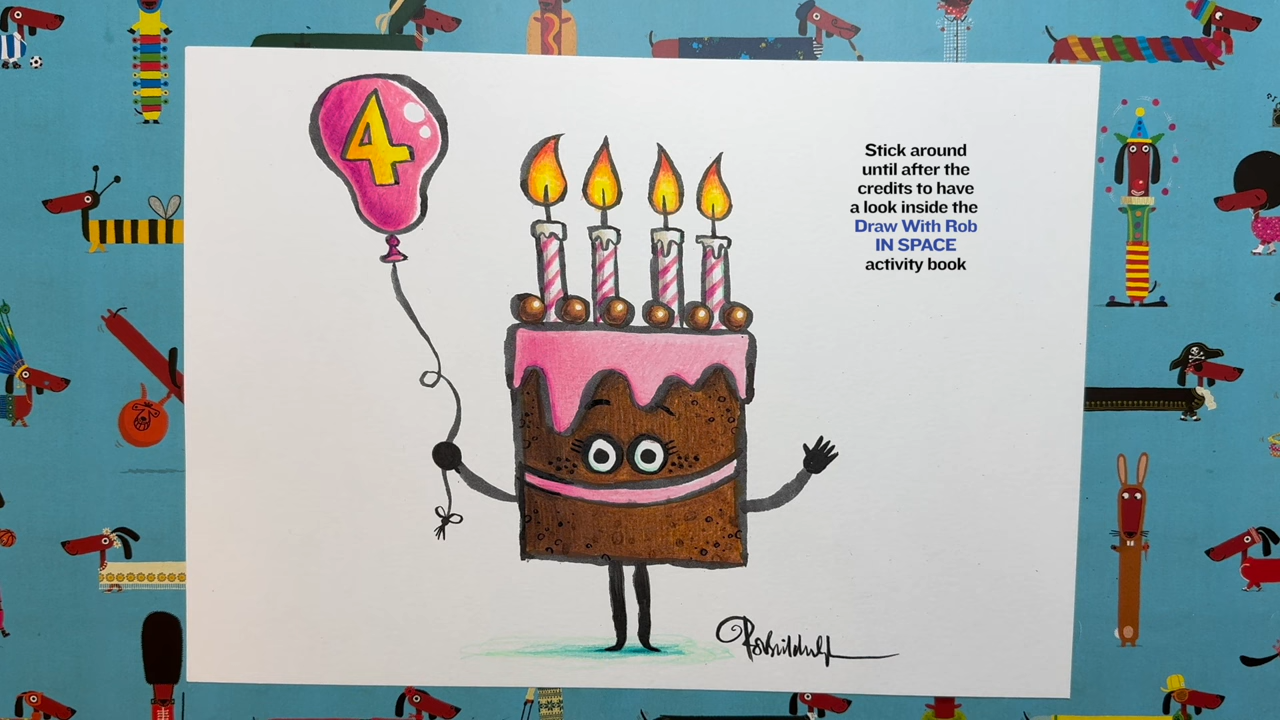 4
Stick around
until after the
credits to have
a look inside the
Draw With Rob
IN SPACE
activity book